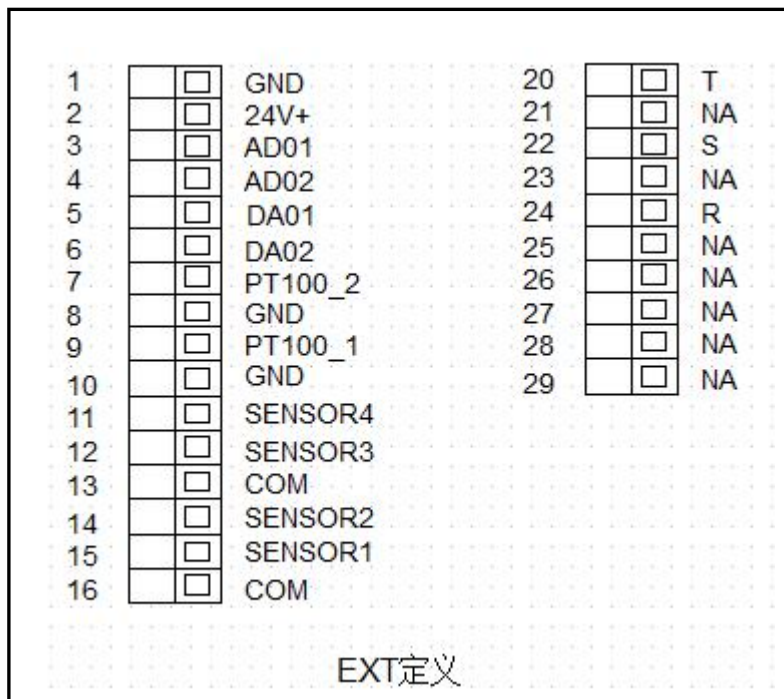 1 GND
2 24V+
3 AD01
4 AD02
5 DA01
6 DA02
7 PT100_2
8 GND
9 PT100_1
10 GND
11 SENSOR4
12 SENSOR3
13 COM
14 SENSOR2
15 SENSOR1
16 COM
20 T
21 NA
22 S
23 NA
24 R
25 NA
26 NA
27 NA
28 NA
29 NA
EXT定义